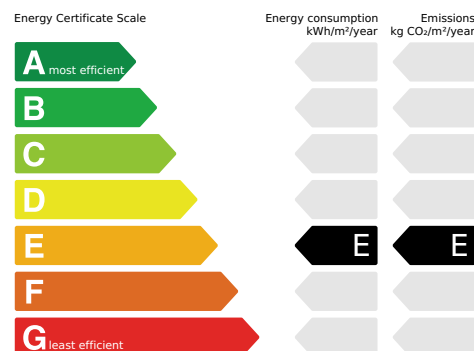 Energy Certificate Scale
Energy consumption
kWh/m²/year
Emissions
kg CO₂/m²/year
A most efficient
B
C
D
E E E
F
G least efficient